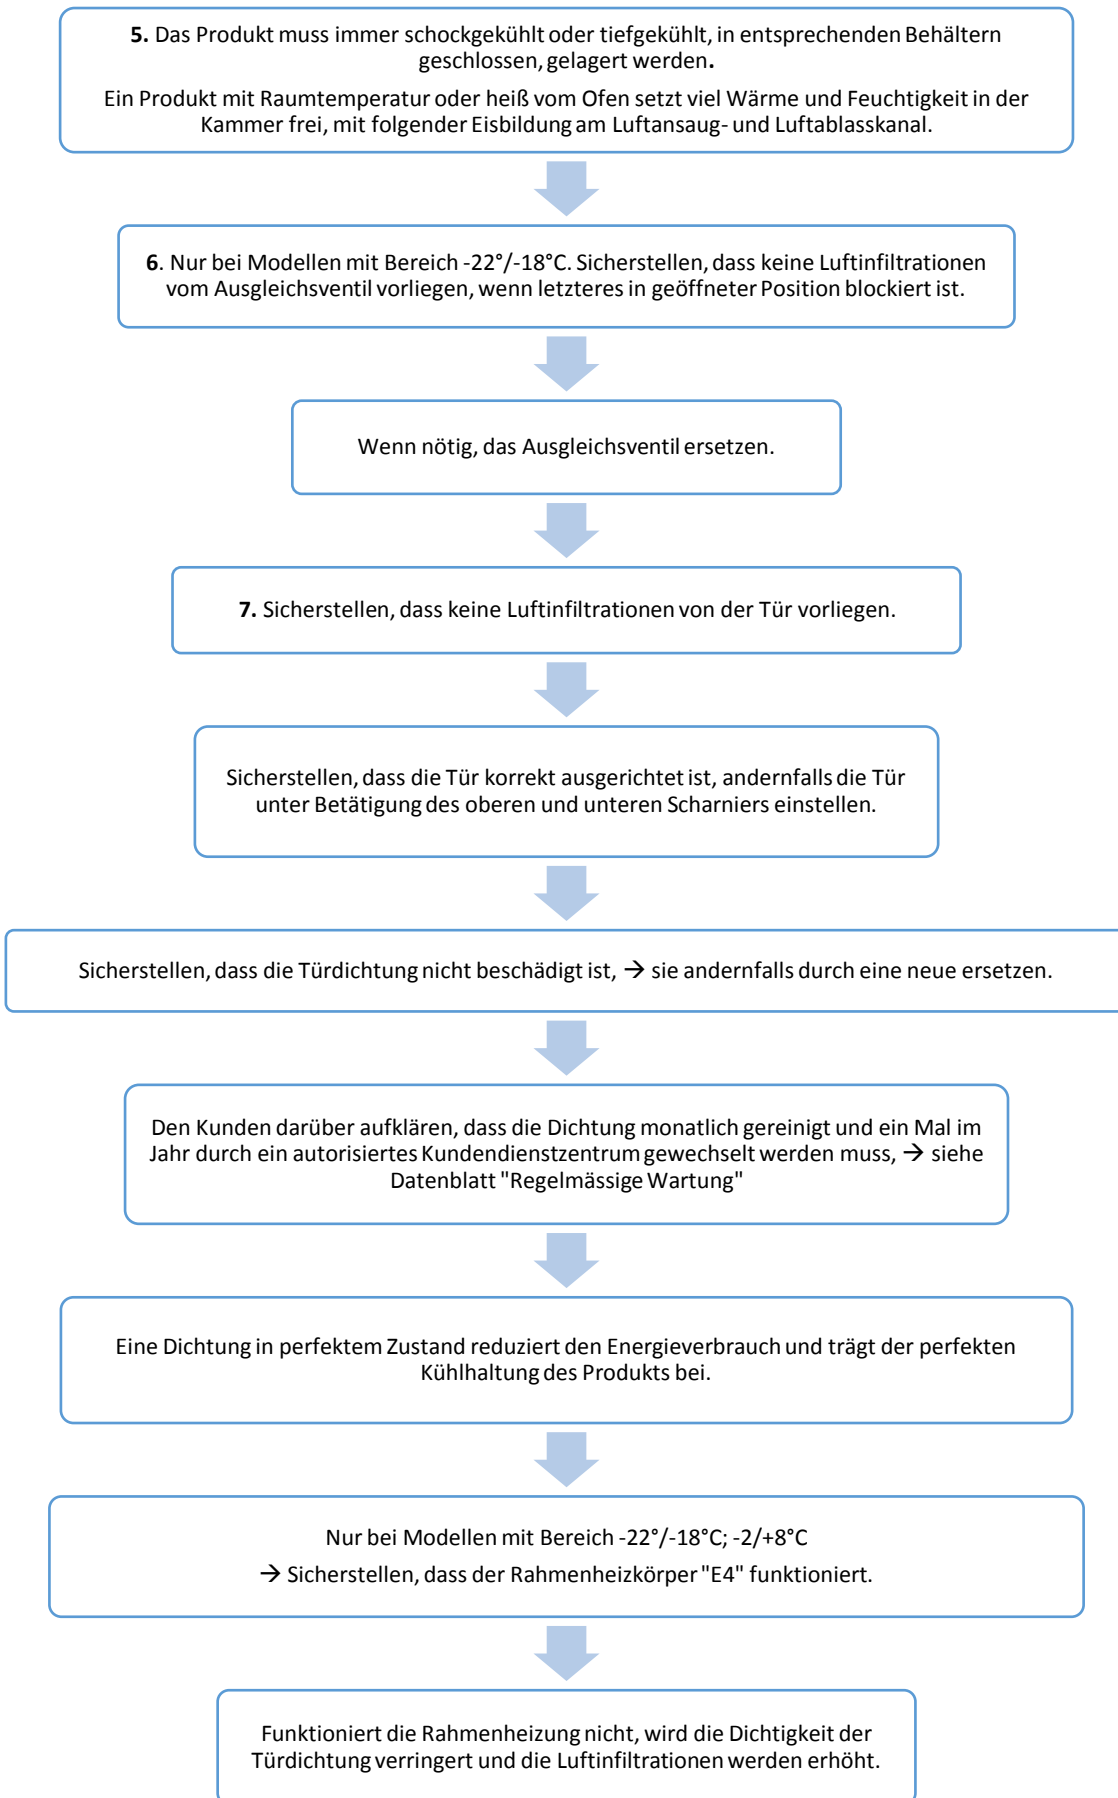 5. Das Produkt muss immer schockgekühlt oder tiefgekühlt, in entsprechenden Behältern
geschlossen, gelagert werden.
Ein Produkt mit Raumtemperatur oder heiß vom Ofen setzt viel Wärme und Feuchtigkeit in der
Kammer frei, mit folgender Eisbildung am Luftansaug- und Luftablasskanal.
6. Nur bei Modellen mit Bereich -22°/-18°C. Sicherstellen, dass keine Luftinfiltrationen
vom Ausgleichsventil vorliegen, wenn letzteres in geöffneter Position blockiert ist.
Wenn nötig, das Ausgleichsventil ersetzen.
7. Sicherstellen, dass keine Luftinfiltrationen von der Tür vorliegen.
Sicherstellen, dass die Tür korrekt ausgerichtet ist, andernfalls die Tür
unter Betätigung des oberen und unteren Scharniers einstellen.
Sicherstellen, dass die Türdichtung nicht beschädigt ist, → sie andernfalls durch eine neue ersetzen.
Den Kunden darüber aufklären, dass die Dichtung monatlich gereinigt und ein Mal im
Jahr durch ein autorisiertes Kundendienstzentrum gewechselt werden muss, → siehe
Datenblatt "Regelmässige Wartung"
Eine Dichtung in perfektem Zustand reduziert den Energieverbrauch und trägt der perfekten
Kühlhaltung des Produkts bei.
Nur bei Modellen mit Bereich -22°/-18°C; -2/+8°C
→ Sicherstellen, dass der Rahmenheizkörper "E4" funktioniert.
Funktioniert die Rahmenheizung nicht, wird die Dichtigkeit der
Türdichtung verringert und die Luftinfiltrationen werden erhöht.